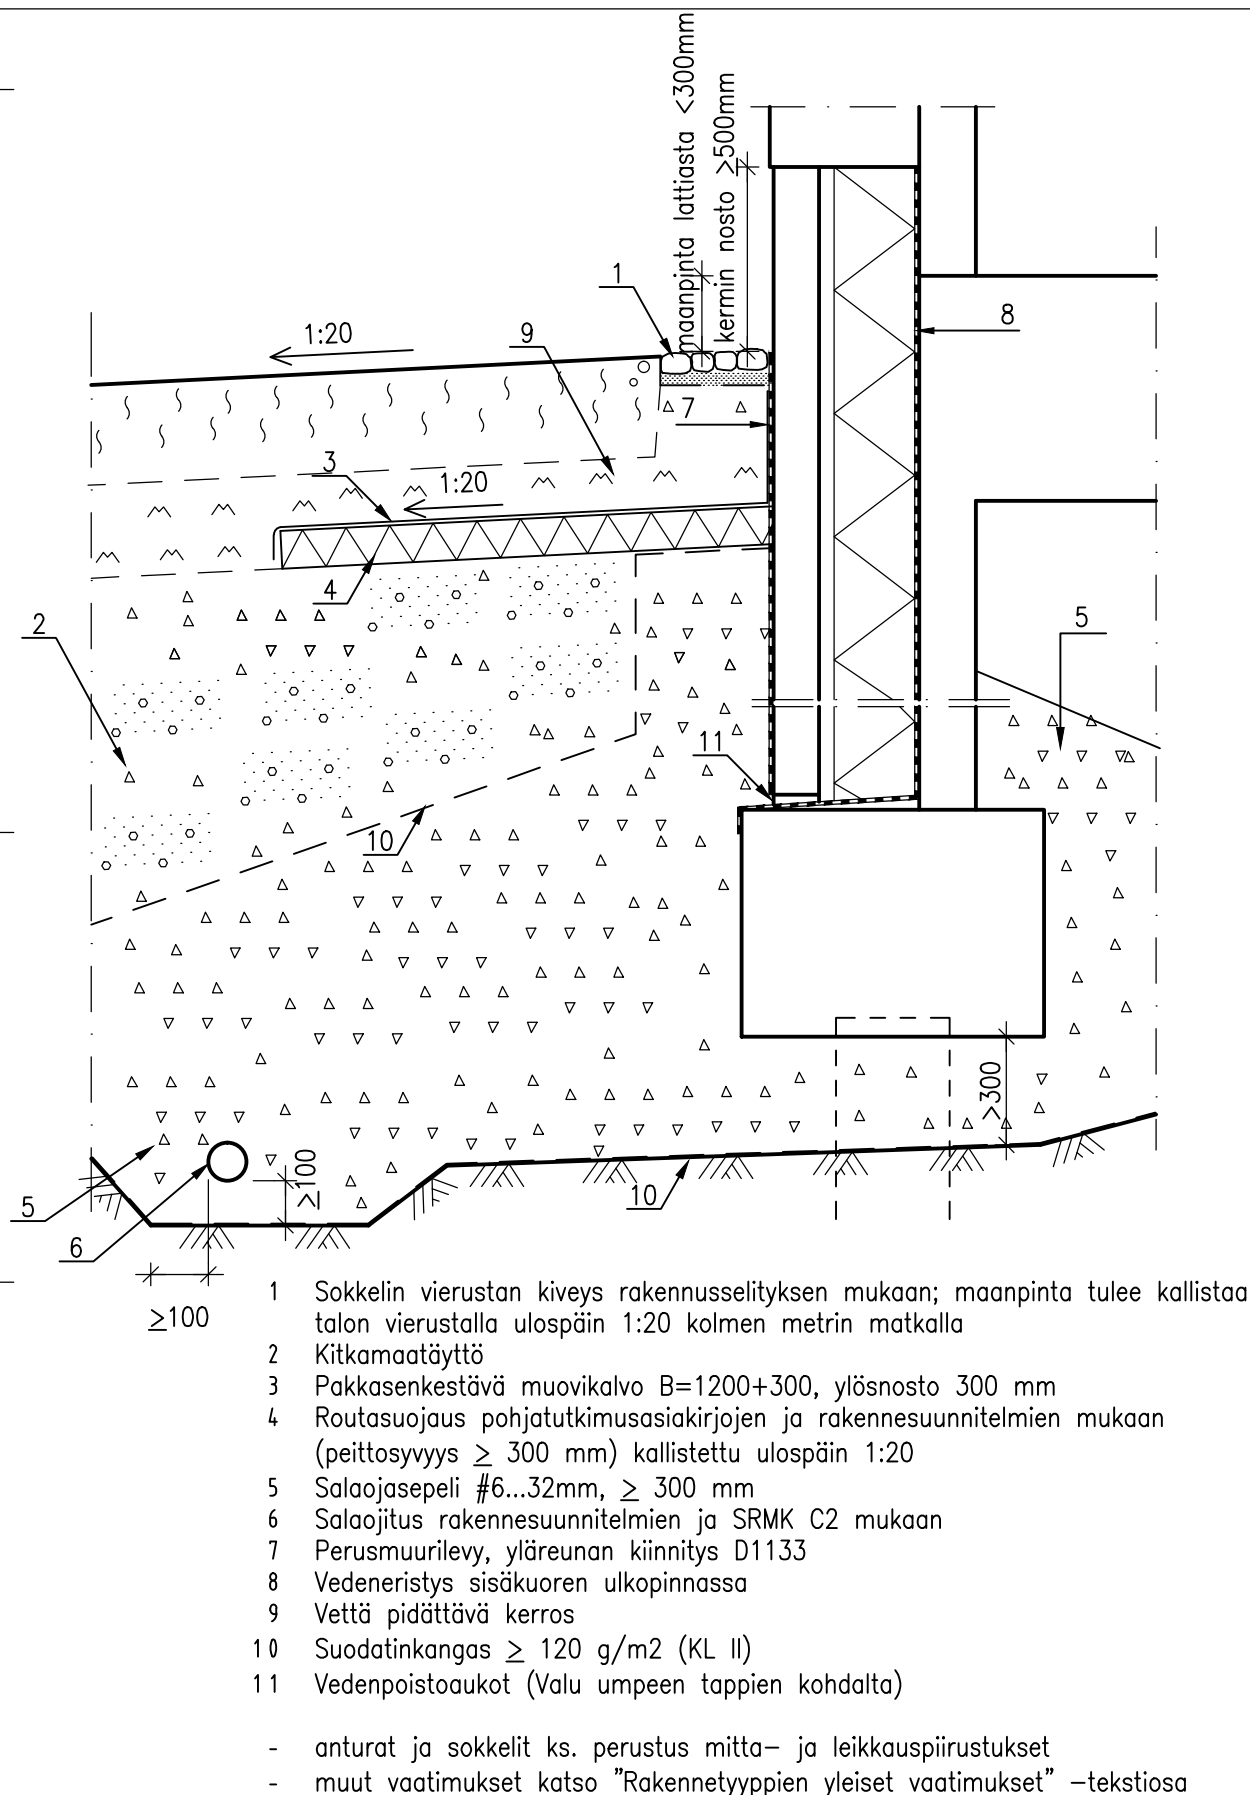 maanpinta lattiasta <300mm
kermin nosto >500mm
1
8
1:20
9
7
3
1:20
4
2
5
11
10
>300
≥100
5
10
6
≥100
1 Sokkelin vierustan kiveys rakennusselityksen mukaan; maanpinta tulee kallistaa
talon vierustalla ulospäin 1:20 kolmen metrin matkalla
2 Kitkamaatäyttö
3 Pakkasenkestävä muovikalvo B=1200+300, ylösnosto 300 mm
4 Routasuojaus pohjatutkimusasiakirjojen ja rakennesuunnitelmien mukaan
(peittosyvyys ≥ 300 mm) kallistettu ulospäin 1:20
5 Salaojasepeli #6...32mm, ≥ 300 mm
6 Salaojitus rakennesuunnitelmien ja SRMK C2 mukaan
7 Perusmuurilevy, yläreunan kiinnitys D1133
8 Vedeneristys sisäkuoren ulkopinnassa
9 Vettä pidättävä kerros
10 Suodatinkangas ≥ 120 g/m2 (KL II)
11 Vedenpoistoaukot (Valu umpeen tappien kohdalta)
- anturat ja sokkelit ks. perustus mitta- ja leikkauspiirustukset
- muut vaatimukset katso "Rakennetyyppien yleiset vaatimukset" -tekstiosa